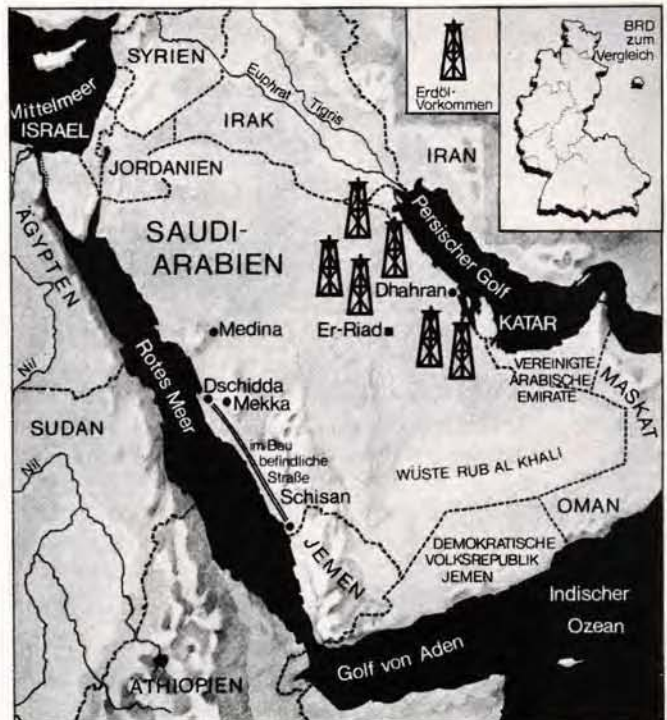 BRD
zum
Vergleich
Erdöl-
Vorkommen
SYRIEN
Mittelmeer
ISRAEL
Euphrat
Tigris
IRAK
IRAN
JORDANIEN
ÄGYPTEN
SAUDI-
ARABIEN
Persischer Golf
Dhahran
KATAR
Medina
Er-Riad
Nil
Rotes Meer
VEREINIGTE
ARABISCHE
EMIRATE
MASKAT
Dschidda
Mekka
SUDAN
im Bau
befindliche
Straße
Nil
WÜSTE RUB AL KHALI
Schisan
OMAN
JEMEN
DEMOKRATISCHE
VOLKSREPUBLIK
JEMEN
Indischer
Ozean
Golf von Aden
ÄTHIOPIEN